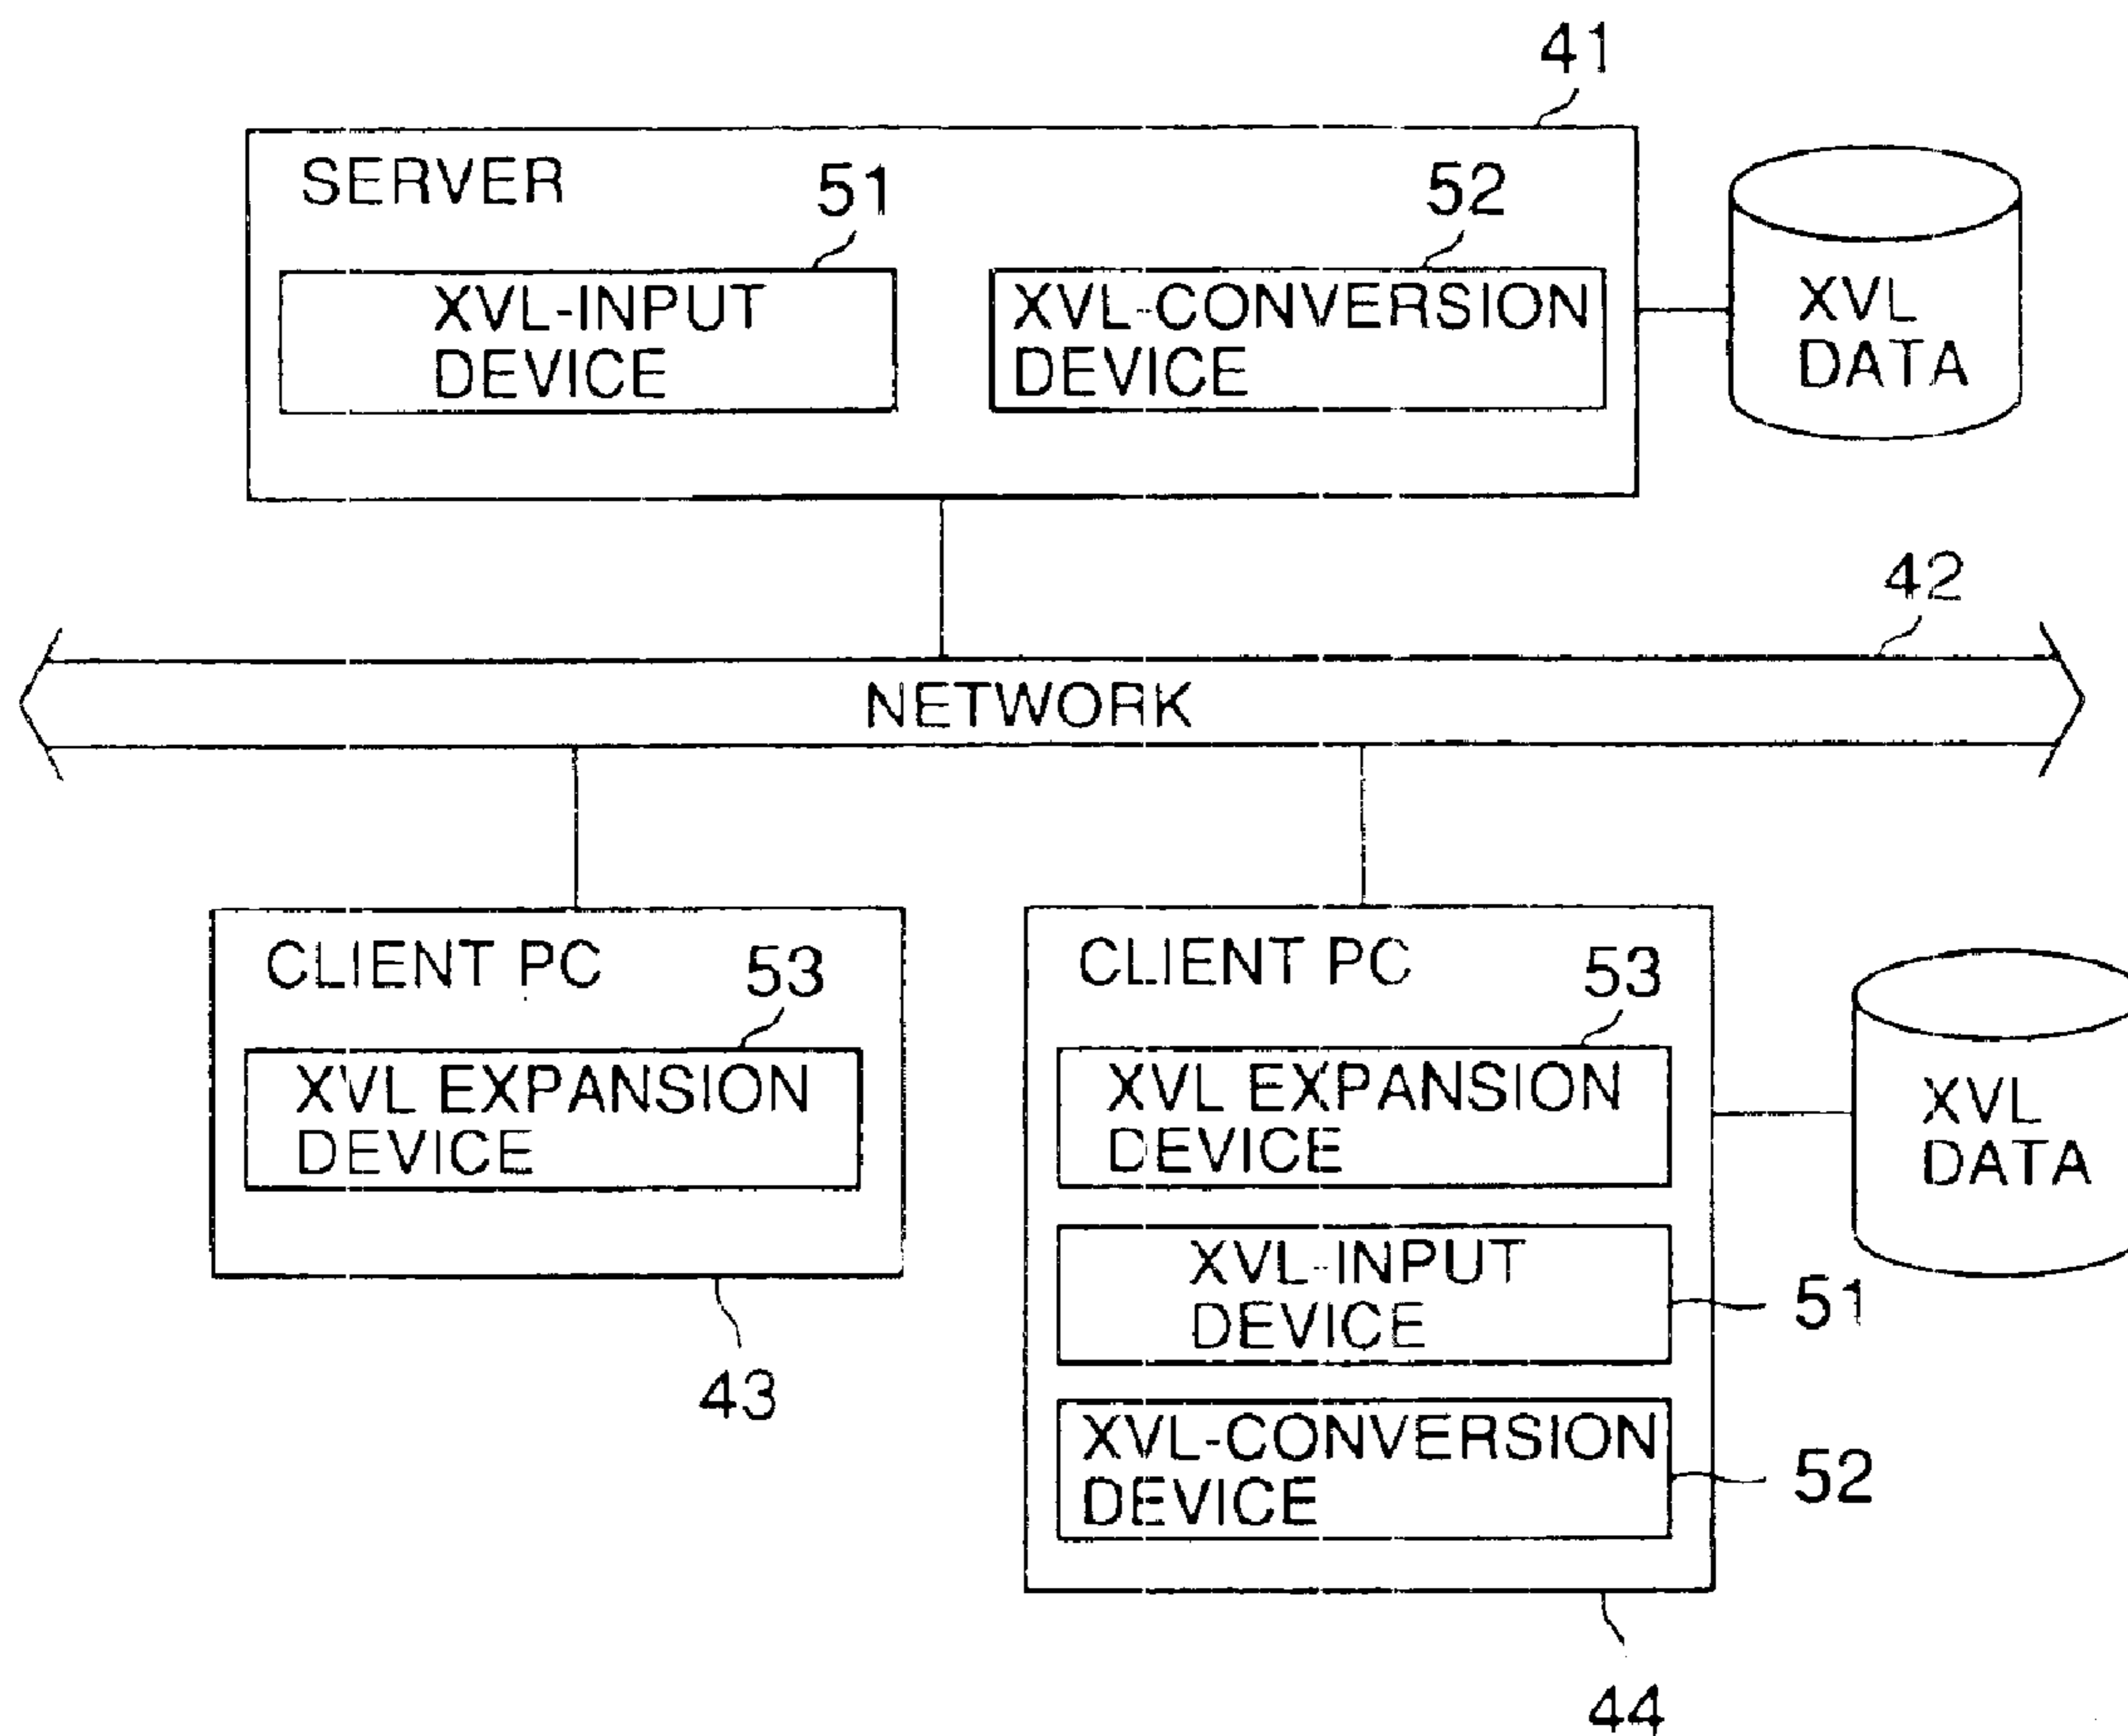 41
SERVER
51
52
XVL-INPUT
DEVICE
XVL-CONVERSION
DEVICE
XVL
DATA
42
NETWORK
CLIENT PC
53
XVL EXPANSION
DEVICE
43
CLIENT PC
53
XVL EXPANSION
DEVICE
XVL-INPUT
DEVICE
51
XVL-CONVERSION
DEVICE
52
44
XVL
DATA